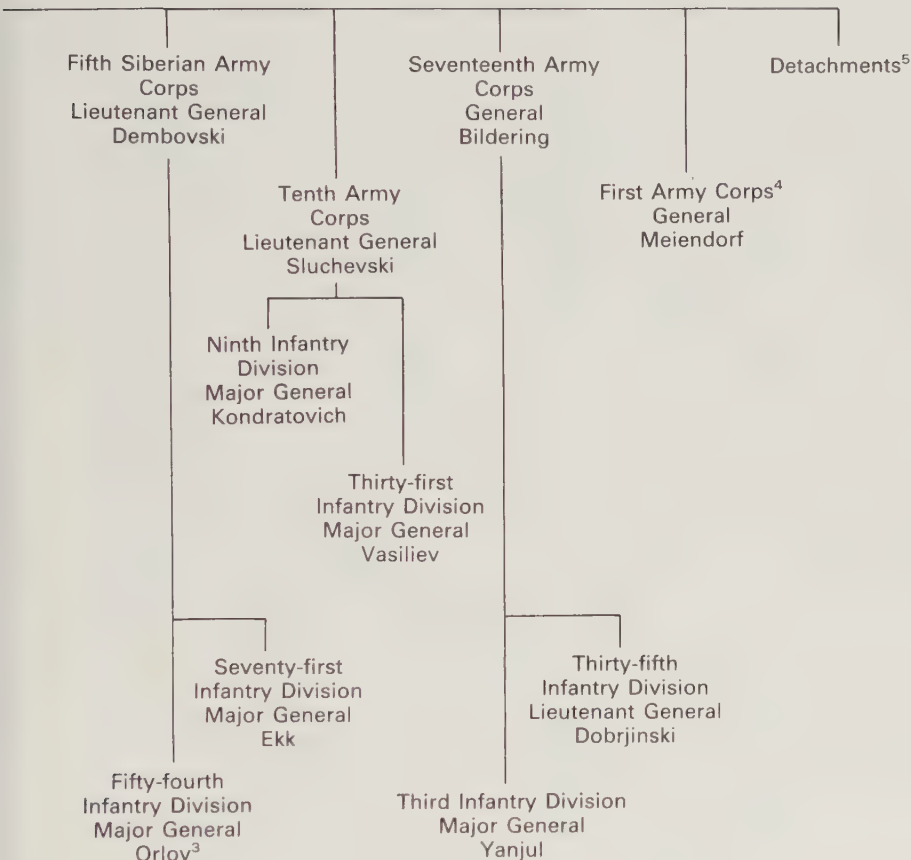 Fifth Siberian Army
Corps
Lieutenant General
Dembovski
Seventeenth Army
Corps
General
Bildering
Detachments⁵
Tenth Army
Corps
Lieutenant General
Sluchevski
First Army Corps⁴
General
Meiendorf
Ninth Infantry
Division
Major General
Kondratovich
Thirty-first
Infantry Division
Major General
Vasiliev
Seventy-first
Infantry Division
Major General
Ekk
Thirty-fifth
Infantry Division
Lieutenant General
Dobrjinski
Fifty-fourth
Infantry Division
Major General
Orlov³
Third Infantry Division
Major General
Yanjul